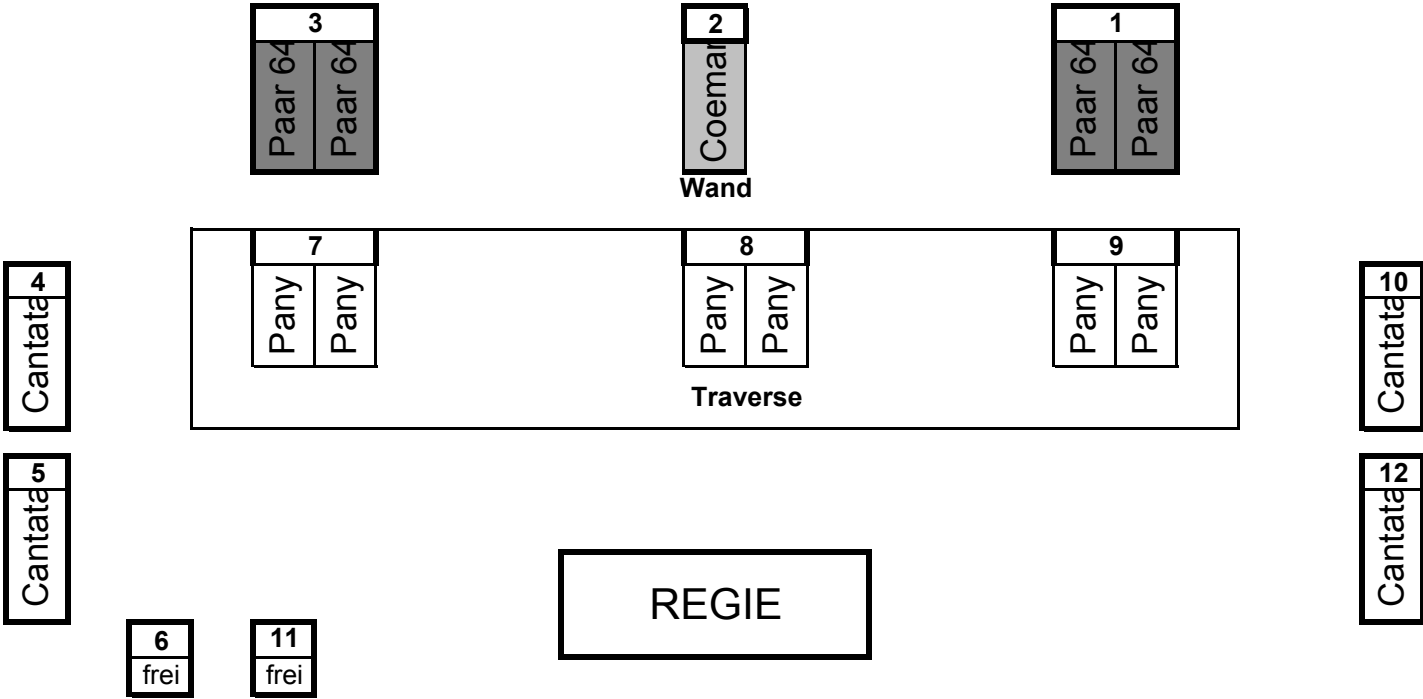 3 2 1
Paar 64 Paar 64 Coemar Paar 64 Paar 64
Wand
7 8 9
Pany Pany Pany Pany Pany Pany
4 10
Cantata Cantata
Traverse
5 12
Cantata Cantata
REGIE
6 11
frei frei